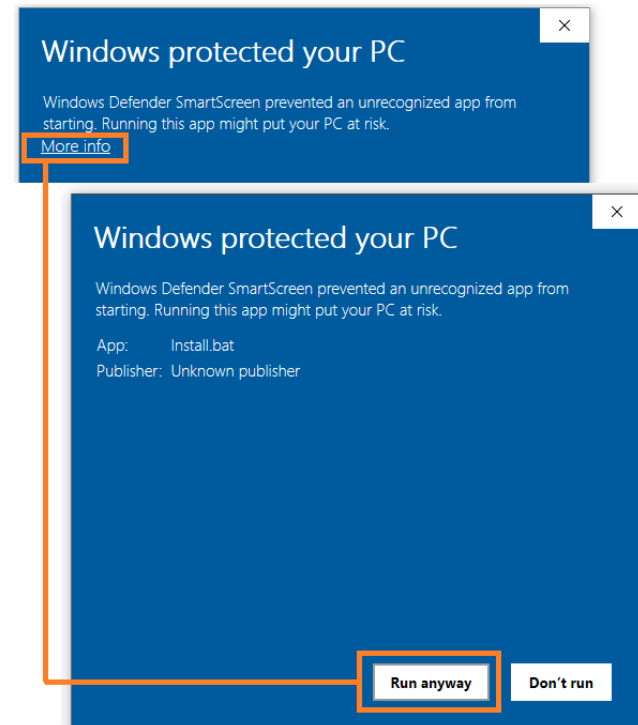 Windows protected your PC
Windows Defender SmartScreen prevented an unrecognized app from
starting. Running this app might put your PC at risk.
More info
Windows protected your PC
Windows Defender SmartScreen prevented an unrecognized app from
starting. Running this app might put your PC at risk.
App: Install.bat
Publisher: Unknown publisher
Run anyway Don't run